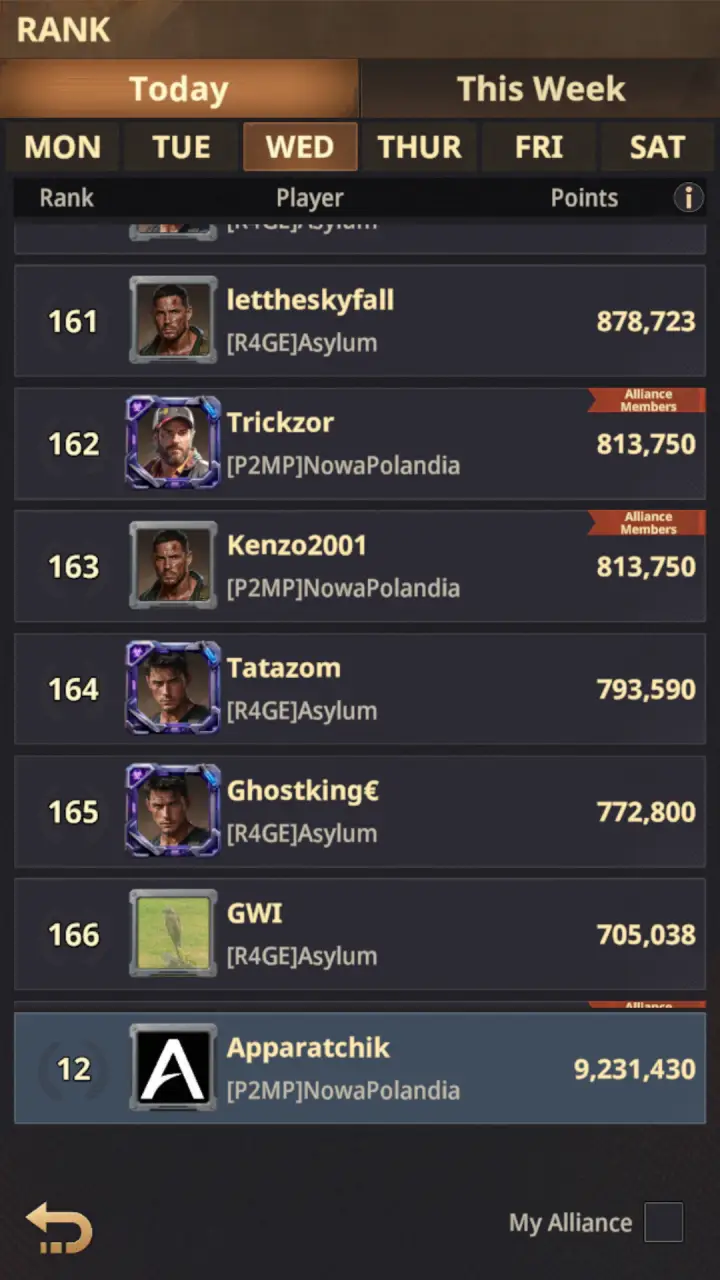 RANK
Today
This Week
MON TUE WED THUR FRI SAT
Rank Player Points i
[R4GE]Asylum
161 lettheskyfall 878,723
[R4GE]Asylum
Alliance Members
162 Trickzor 813,750
[P2MP]NowaPolandia
Alliance Members
163 Kenzo2001 813,750
[P2MP]NowaPolandia
164 Tatazom 793,590
[R4GE]Asylum
165 Ghostking€ 772,800
[R4GE]Asylum
166 GWI 705,038
[R4GE]Asylum
Alliance
12 Apparatchik 9,231,430
[P2MP]NowaPolandia
My Alliance